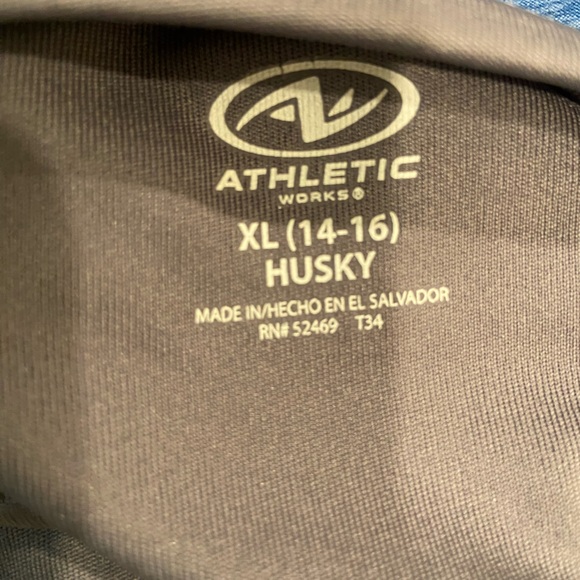 ATHLETIC
WORKS®
XL (14-16)
HUSKY
MADE IN/HECHO EN EL SALVADOR
RN# 52469 T34